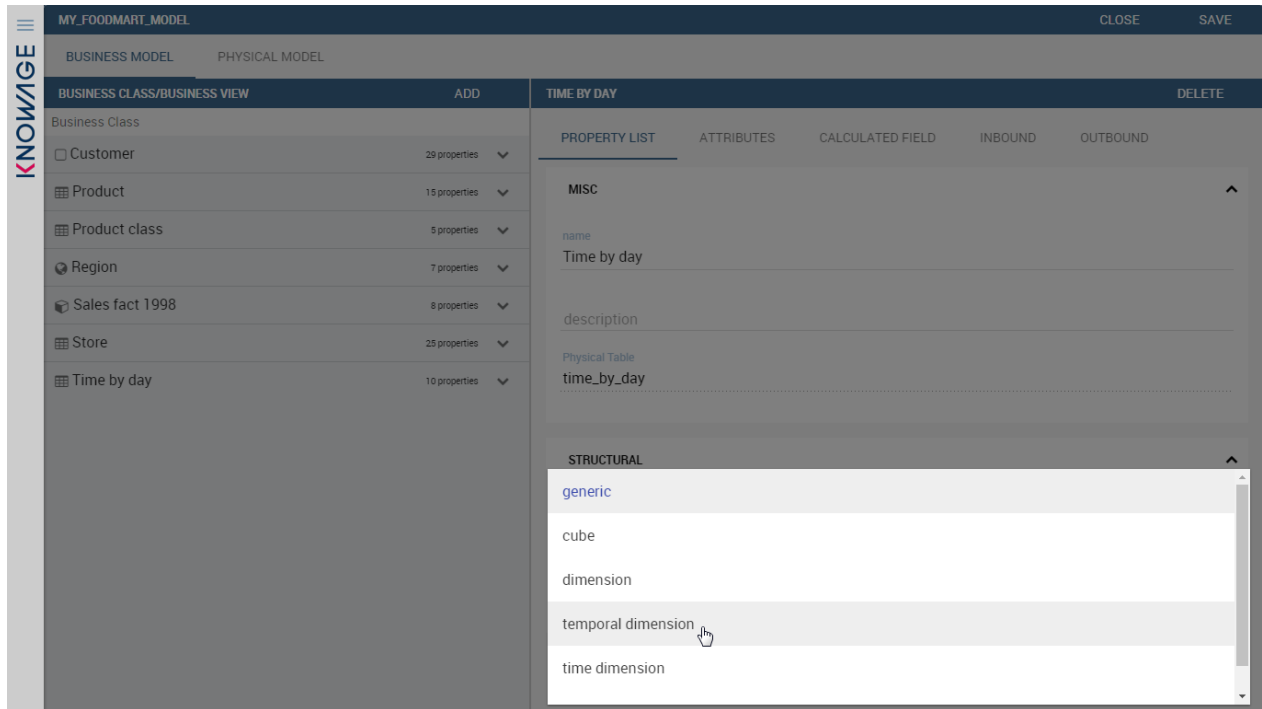 KNOWAGE
MY_FOODMART_MODEL CLOSE SAVE
BUSINESS MODEL PHYSICAL MODEL
BUSINESS CLASS/BUSINESS VIEW ADD
Business Class
Customer 29 properties
Product 15 properties
Product class 5 properties
Region 7 properties
Sales fact 1998 8 properties
Store 25 properties
Time by day 10 properties
TIME BY DAY DELETE
PROPERTY LIST ATTRIBUTES CALCULATED FIELD INBOUND OUTBOUND
MISC
name
Time by day
description
Physical Table
time_by_day
STRUCTURAL
generic
cube
dimension
temporal dimension
time dimension